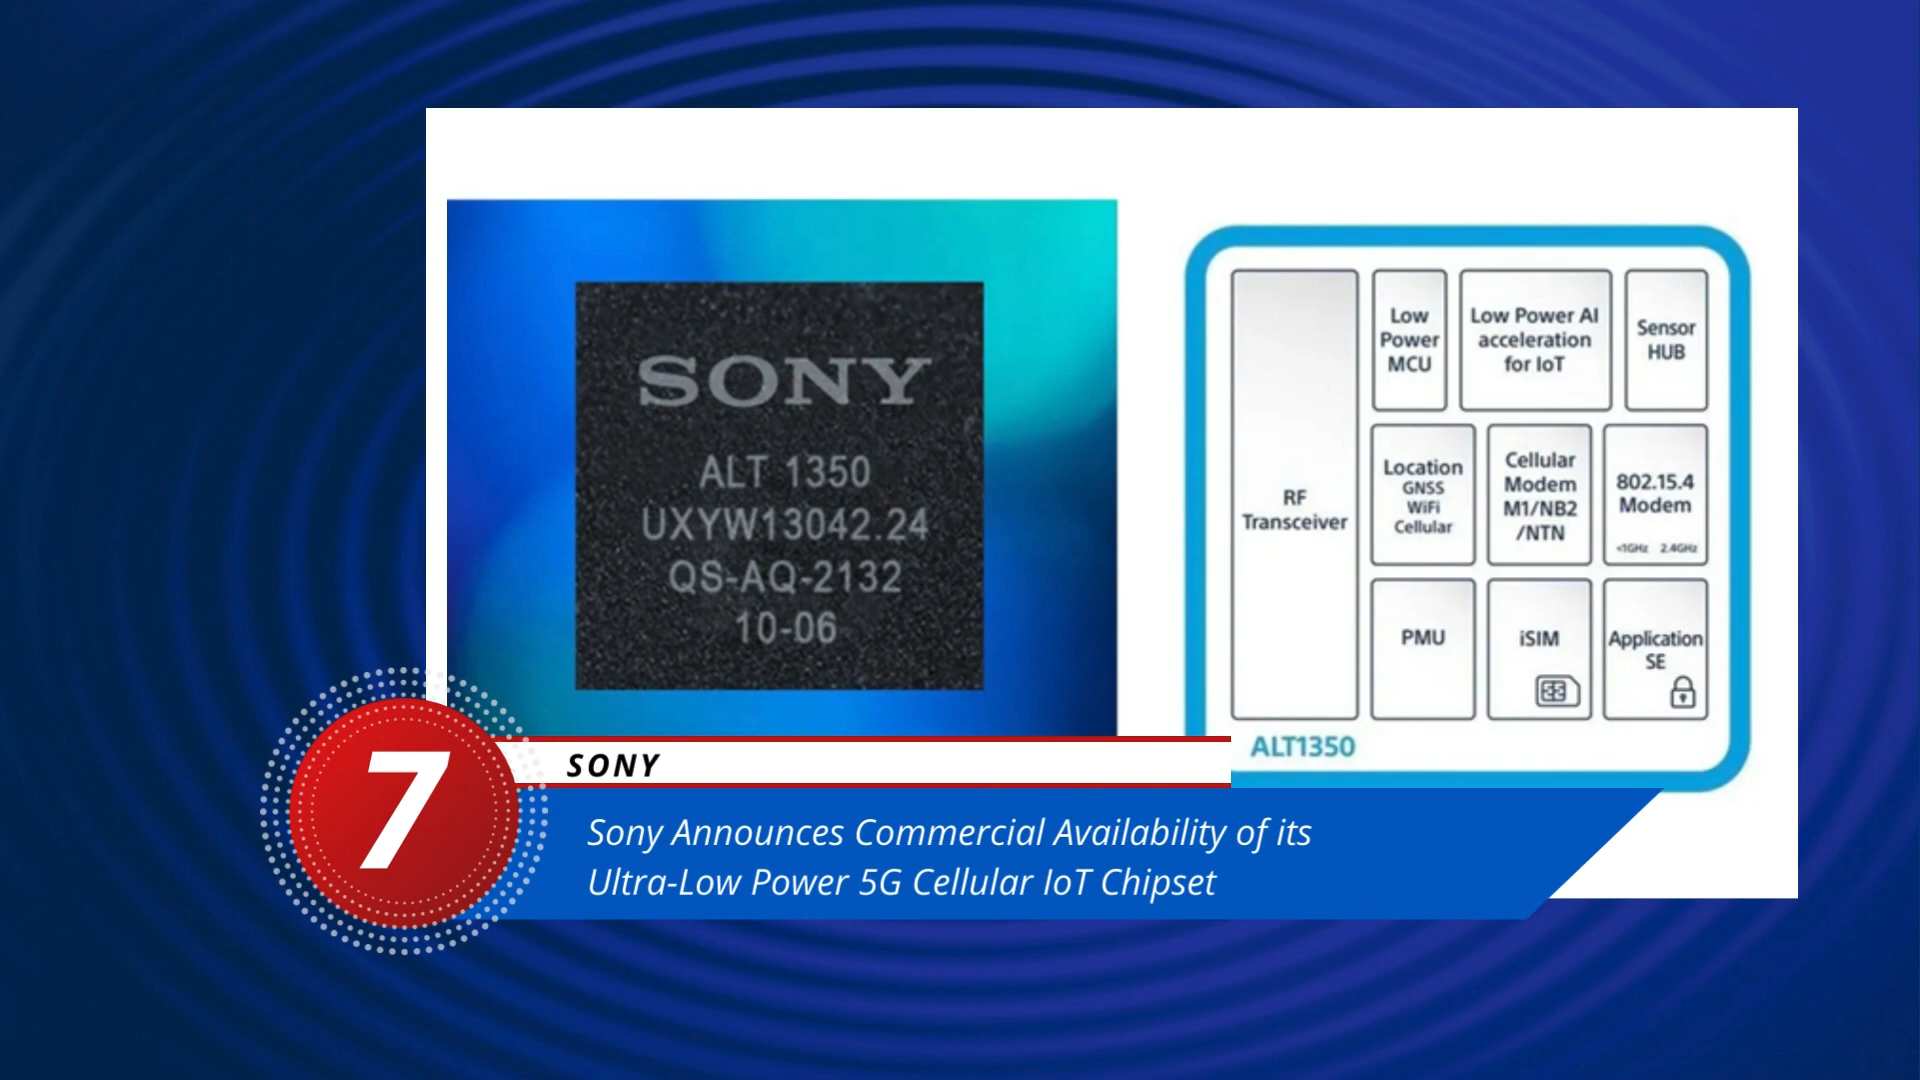 SONY
ALT 1350
UXYW13042.24
QS-AQ-2132
10-06
RF
Transceiver
Low
Power
MCU
Low Power AI
acceleration
for IoT
Sensor
HUB
Location
GNSS
WiFi
Cellular
Cellular
Modem
M1/NB2
/NTN
802.15.4
Modem
<1GHz 2.4GHz
PMU
iSIM
Application
SE
ALT1350
7
SONY
Sony Announces Commercial Availability of its
Ultra-Low Power 5G Cellular IoT Chipset